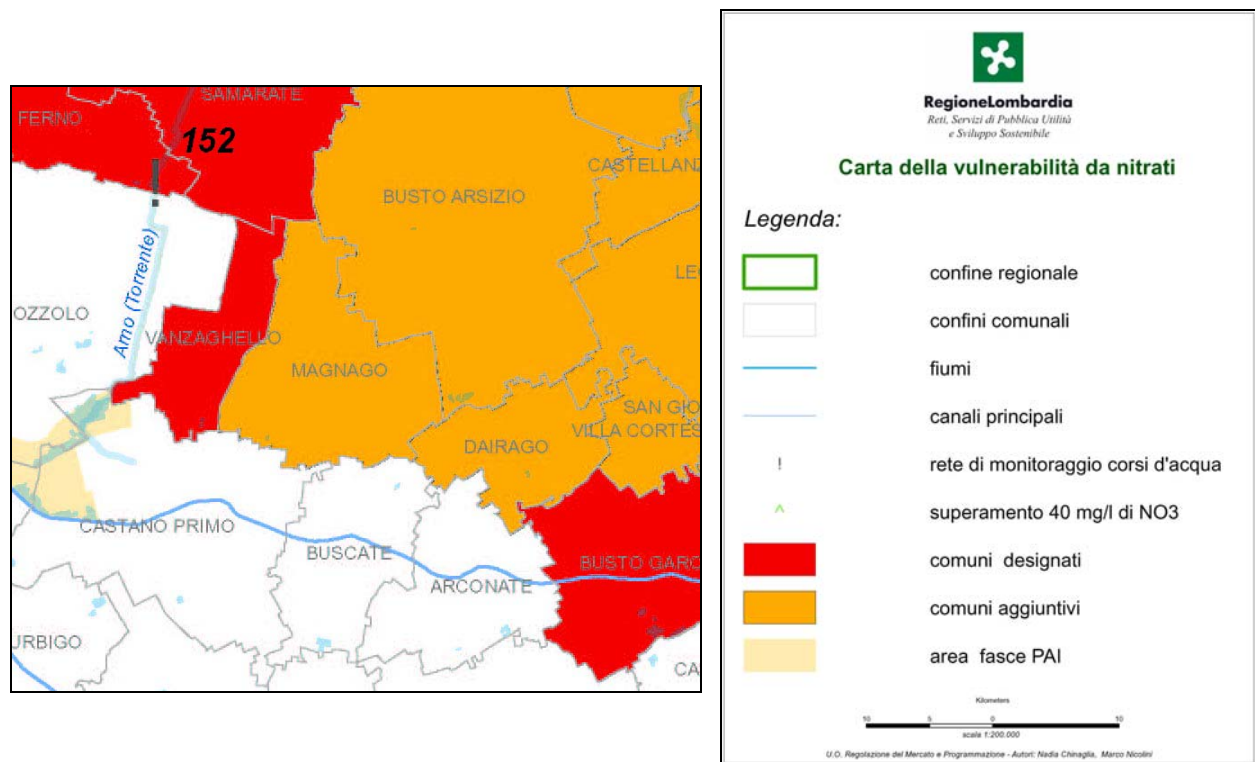 SAMARATE
FERNO
152
CASTELLANZ
BUSTO ARSIZIO
LE
Arno (Torrente)
OZZOLO
VANZAGHELLO
MAGNAGO
SAN GIO
VILLA CORTES
DAIRAGO
CASTANO PRIMO
BUSCATE
ARCONATE
BUSTO GARO
URBIGO
CA
RegioneLombardia
Reti, Servizi di Pubblica Utilità
e Sviluppo Sostenibile
Carta della vulnerabilità da nitrati
Legenda:
confine regionale
confini comunali
fiumi
canali principali
! rete di monitoraggio corsi d'acqua
^ superamento 40 mg/l di NO3
comuni designati
comuni aggiuntivi
area fasce PAI
Kilometers
10 5 0 10
scala 1:200.000
U.O. Regolazione del Mercato e Programmazione - Autori: Nadia Chinaglia, Marco Nicolini